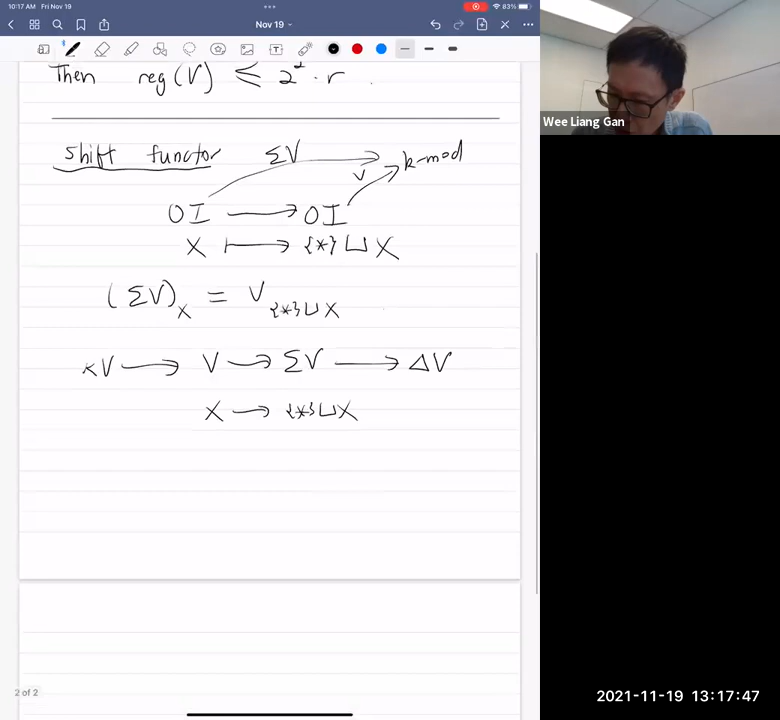 10:17 AM Fri Nov 19
83%
Nov 19
Then reg(V) ≤ 2² · r
Shift functor ΣV
V k-mod
OI ⟶ OI
X ⟼ {*} ⊔ X
(ΣV)_X = V_{{*}⊔X}
κV ⟶ V ⟶ ΣV ⟶ ΔV
X ⟶ {*}⊔X
2 of 2
Wee Liang Gan
2021-11-19 13:17:47